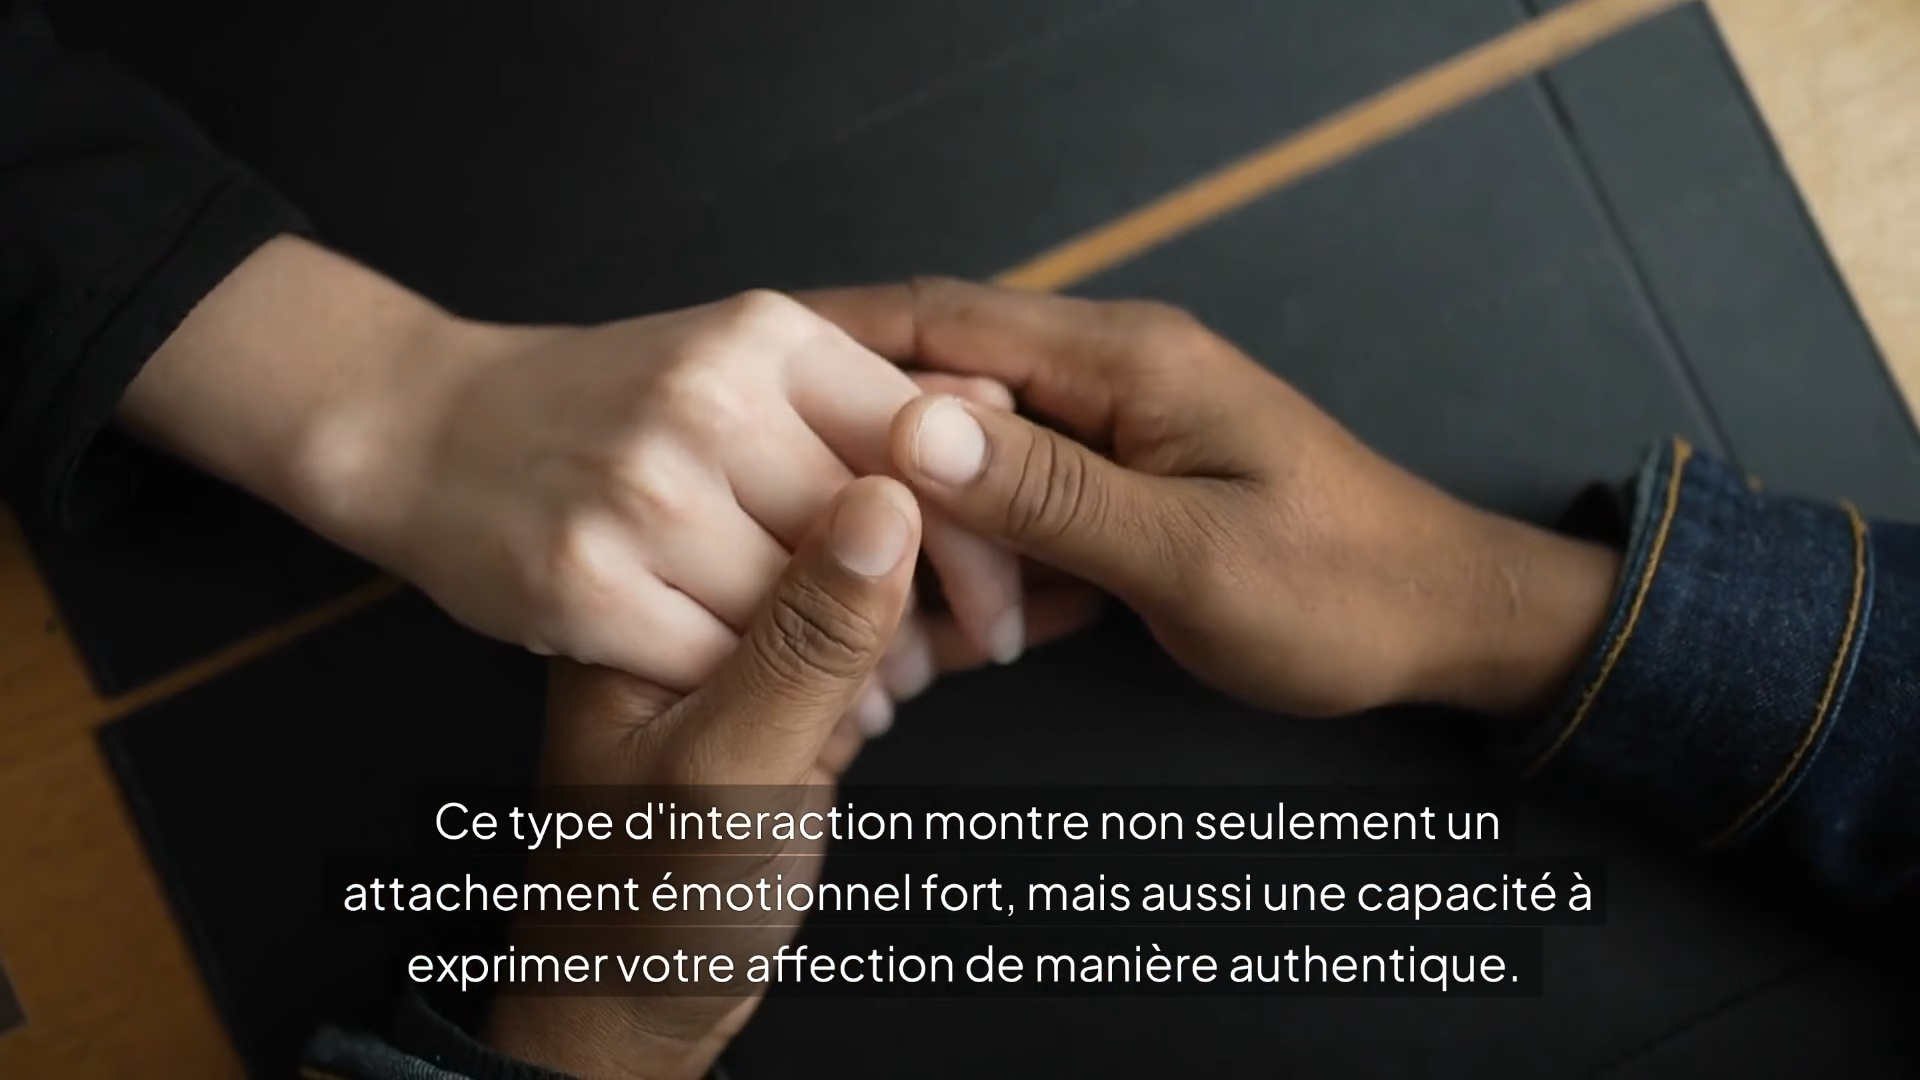 Ce type d'interaction montre non seulement un
attachement émotionnel fort, mais aussi une capacité à
exprimer votre affection de manière authentique.